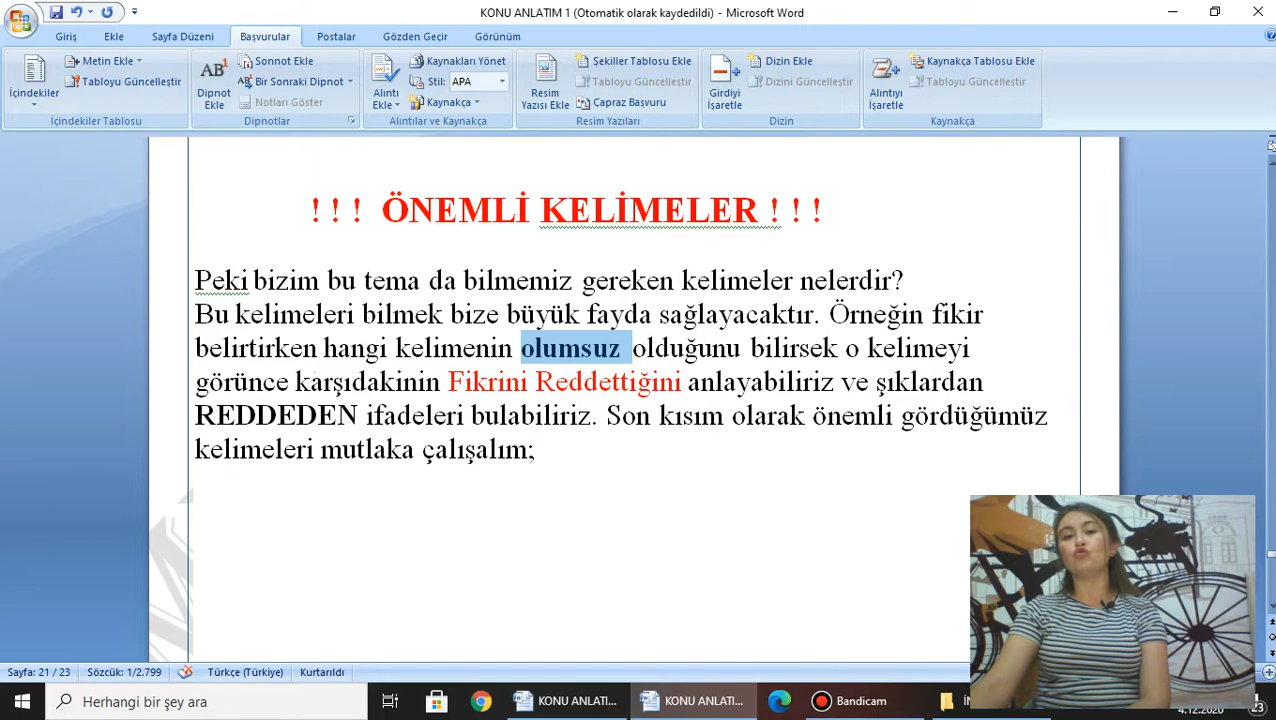 KONU ANLATIM 1 (Otomatik olarak kaydedildi) - Microsoft Word
Giriş Ekle Sayfa Düzeni Başvurular Postalar Gözden Geçir Görünüm
İçindekiler
Metin Ekle
Tabloyu Güncelleştir
İçindekiler Tablosu
AB¹
Dipnot Ekle
Sonnot Ekle
Bir Sonraki Dipnot
Notları Göster
Dipnotlar
Alıntı Ekle
Kaynakları Yönet
Stil: APA
Kaynakça
Alıntılar ve Kaynakça
Resim Yazısı Ekle
Şekiller Tablosu Ekle
Tabloyu Güncelleştir
Çapraz Başvuru
Resim Yazıları
Girdiyi İşaretle
Dizin Ekle
Dizini Güncelleştir
Dizin
Alıntıyı İşaretle
Kaynakça Tablosu Ekle
Tabloyu Güncelleştir
Kaynakça
! ! ! ÖNEMLİ KELİMELER ! ! !
Peki bizim bu tema da bilmemiz gereken kelimeler nelerdir?
Bu kelimeleri bilmek bize büyük fayda sağlayacaktır. Örneğin fikir
belirtirken hangi kelimenin olumsuz olduğunu bilirsek o kelimeyi
görünce karşıdakinin Fikrini Reddettiğini anlayabiliriz ve şıklardan
REDDEDEN ifadeleri bulabiliriz. Son kısım olarak önemli gördüğümüz
kelimeleri mutlaka çalışalım;
Sayfa: 21 / 23 Sözcük: 1/2.799 Türkçe (Türkiye) Kurtarıldı
Herhangi bir şey ara
KONU ANLATI...
KONU ANLATI...
Bandicam
4.12.2020
23